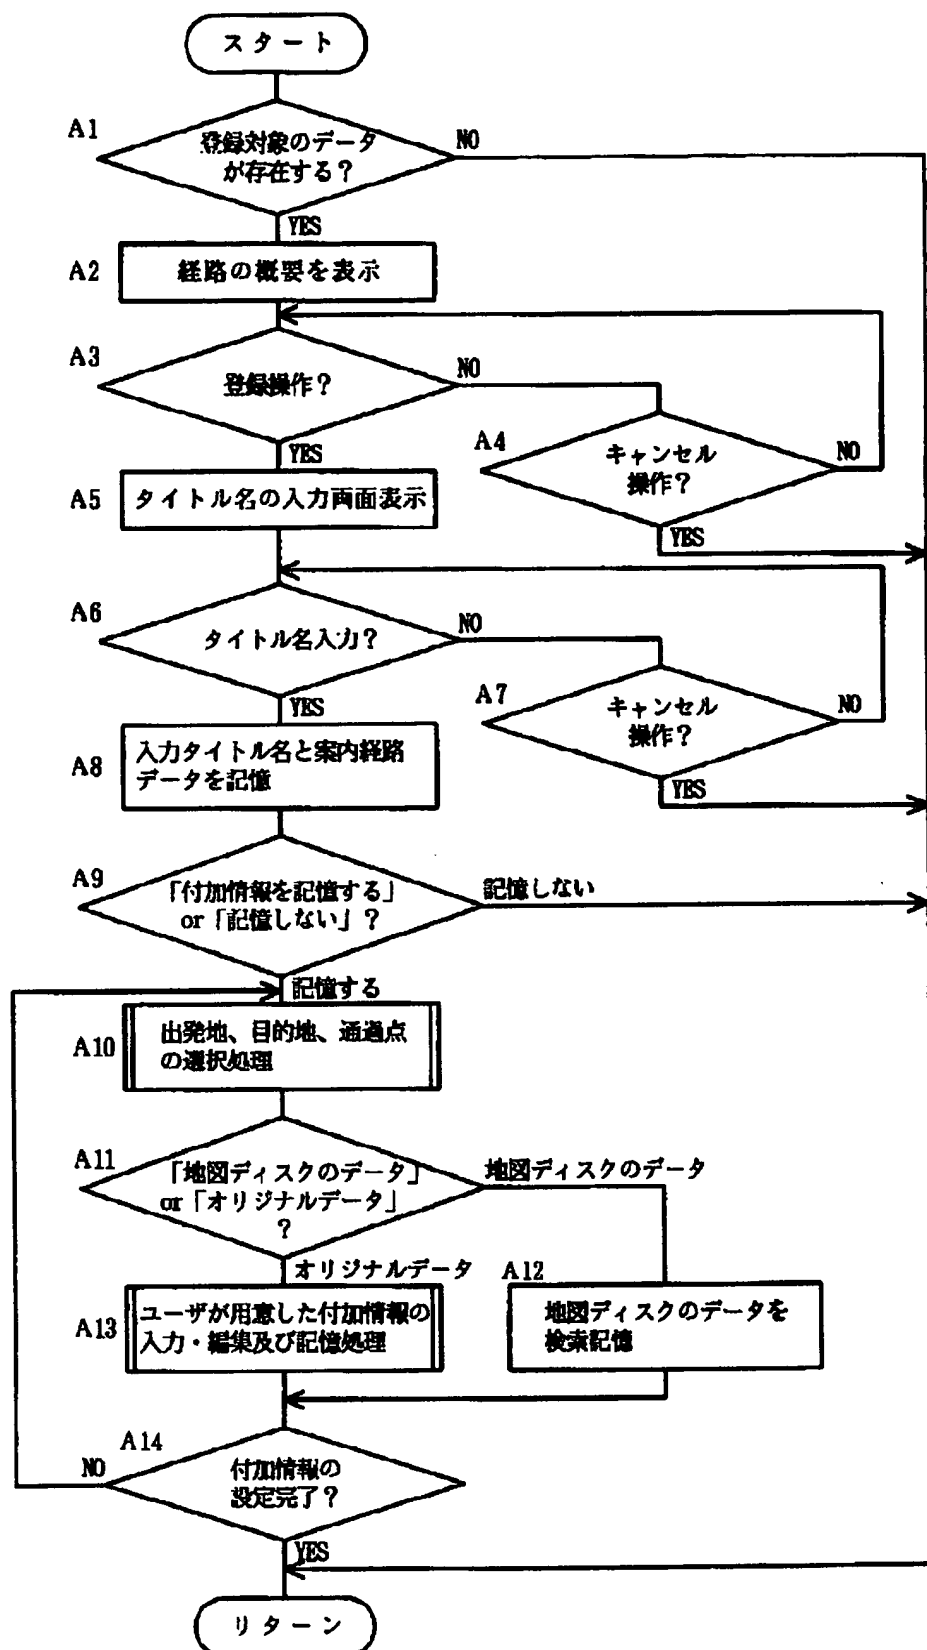 スタート
A1
登録対象のデータ
が存在する？
NO
YES
A2
経路の概要を表示
A3
登録操作？
NO
YES
A4
キャンセル
操作？
NO
YES
A5
タイトル名の入力両面表示
A6
タイトル名入力？
NO
YES
A7
キャンセル
操作？
NO
YES
A8
入力タイトル名と案内経路
データを記憶
A9
「付加情報を記憶する」
or「記憶しない」？
記憶しない
記憶する
A10
出発地、目的地、通過点
の選択処理
A11
「地図ディスクのデータ」
or「オリジナルデータ」
？
地図ディスクのデータ
オリジナルデータ
A12
地図ディスクのデータを
検索記憶
A13
ユーザが用意した付加情報の
入力・編集及び記憶処理
A14
付加情報の
設定完了？
NO
YES
リターン